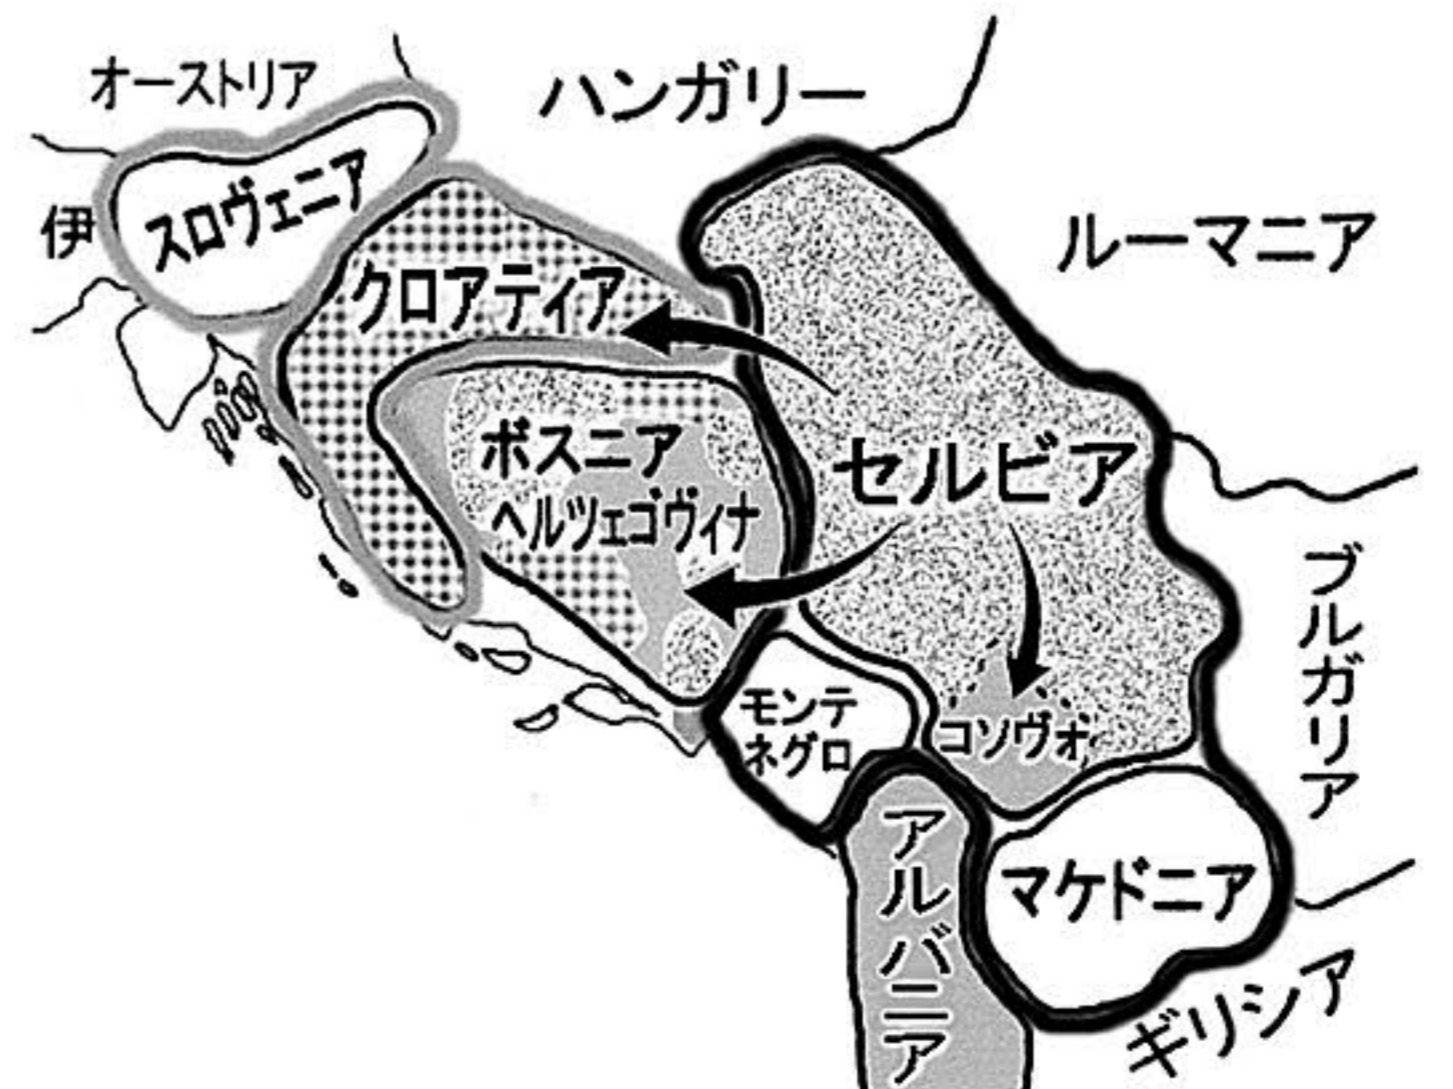 オーストリア
ハンガリー
スロヴェニア
伊
ルーマニア
クロアティア
ボスニア
ヘルツェゴヴィナ
セルビア
ブルガリア
モンテ
ネグロ
コソヴォ
アルバニア
マケドニア
ギリシア